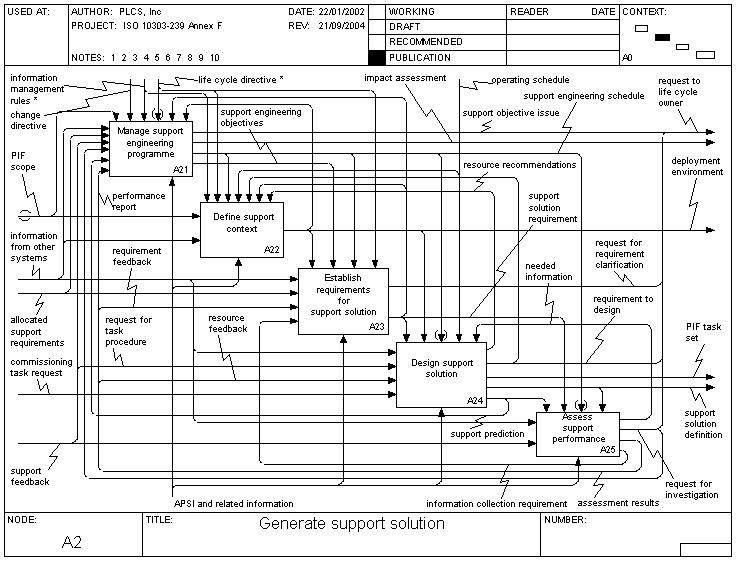 USED AT:
AUTHOR: PLCS, Inc
DATE: 22/01/2002
PROJECT: ISO 10303-239 Annex F
REV: 21/09/2004
NOTES: 1 2 3 4 5 6 7 8 9 10
WORKING
DRAFT
RECOMMENDED
PUBLICATION
READER
DATE
CONTEXT:
A0
information
management
rules *
change
directive
life cycle directive *
impact assessment
operating schedule
support engineering schedule
request to
life cycle
owner
support engineering
objectives
support objective issue
Manage support
engineering
programme
A21
PIF
scope
resource recommendations
deployment
environment
performance
report
support
solution
requirement
Define support
context
A22
information
from other
systems
requirement
feedback
request for
requirement
clarification
needed
information
Establish
requirements
for
support solution
A23
requirement to
design
allocated
support
requirements
request for
task
procedure
resource
feedback
PIF task
set
commissioning
task request
Design support
solution
A24
support
solution
definition
support prediction
Assess
support
performance
A25
support
feedback
request for
investigation
APSI and related information
information collection requirement
assessment results
NODE:
A2
TITLE:
Generate support solution
NUMBER: